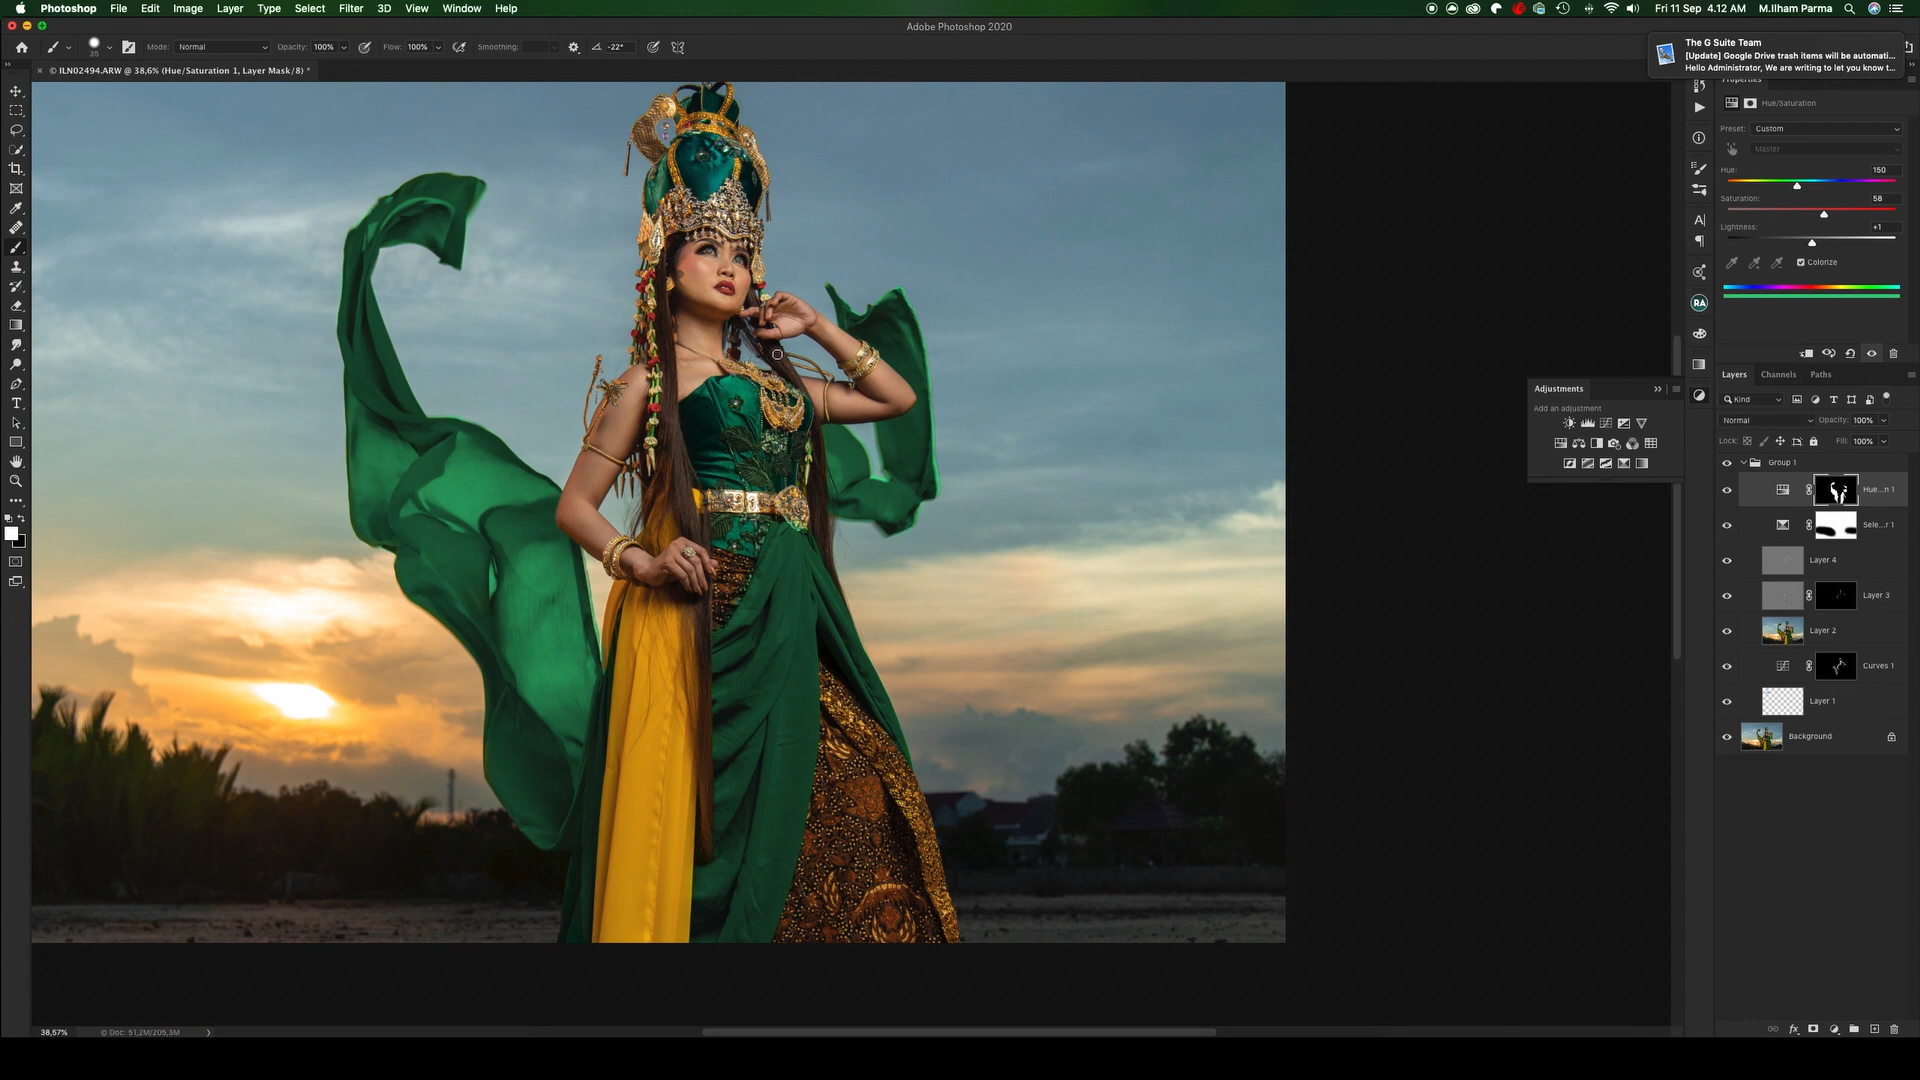 Photoshop File Edit Image Layer Type Select Filter 3D View Window Help Fri 11 Sep 4.12 AM M.Ilham Parma
Adobe Photoshop 2020
35 Mode: Normal Opacity: 100% Flow: 100% Smoothing: -22°
The G Suite Team
[Update] Google Drive trash items will be automati...
Hello Administrator, We are writing to let you know t...
© ILN02494.ARW @ 38,6% (Hue/Saturation 1, Layer Mask/8) *
Properties
Hue/Saturation
Preset: Custom
Master
Hue: 150
Saturation: 58
Lightness: +1
Colorize
RA
Layers Channels Paths
Adjustments
Add an adjustment
Kind
Normal Opacity: 100%
Lock: Fill: 100%
Group 1
Hue...n 1
Sele...r 1
Layer 4
Layer 3
Layer 2
Curves 1
Layer 1
Background
38,57% © Doc: 51,2M/205,3M